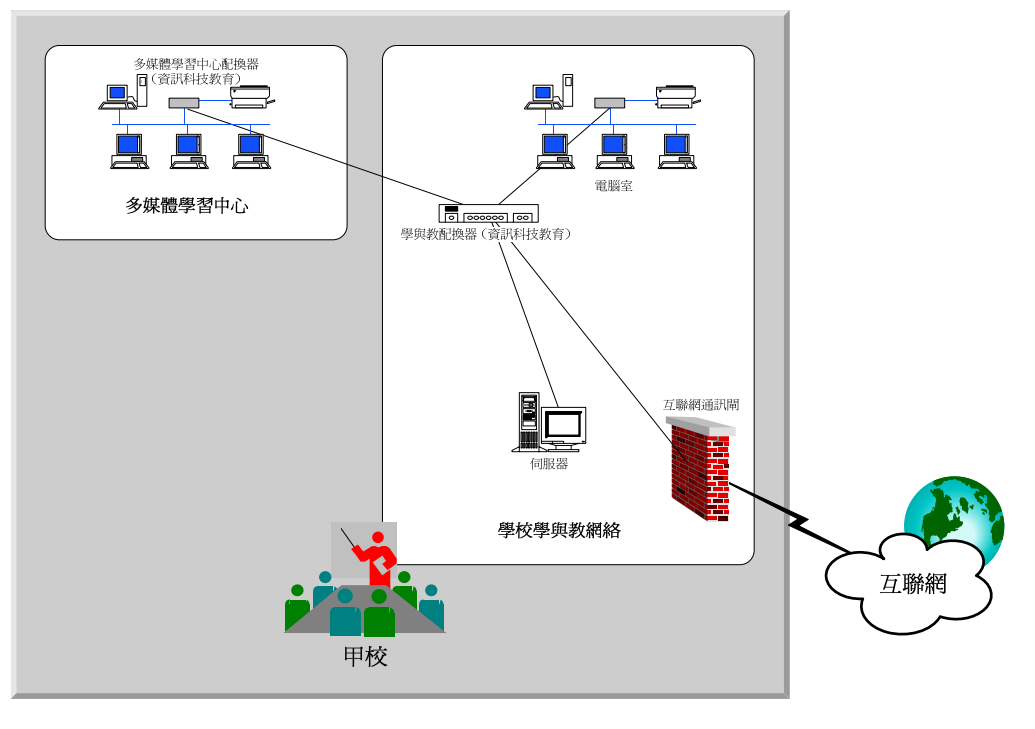 多媒體學習中心配換器
（資訊科技教育）
多媒體學習中心
電腦室
學與教配換器（資訊科技教育）
互聯網通訊閘
伺服器
學校學與教網絡
互聯網
甲校